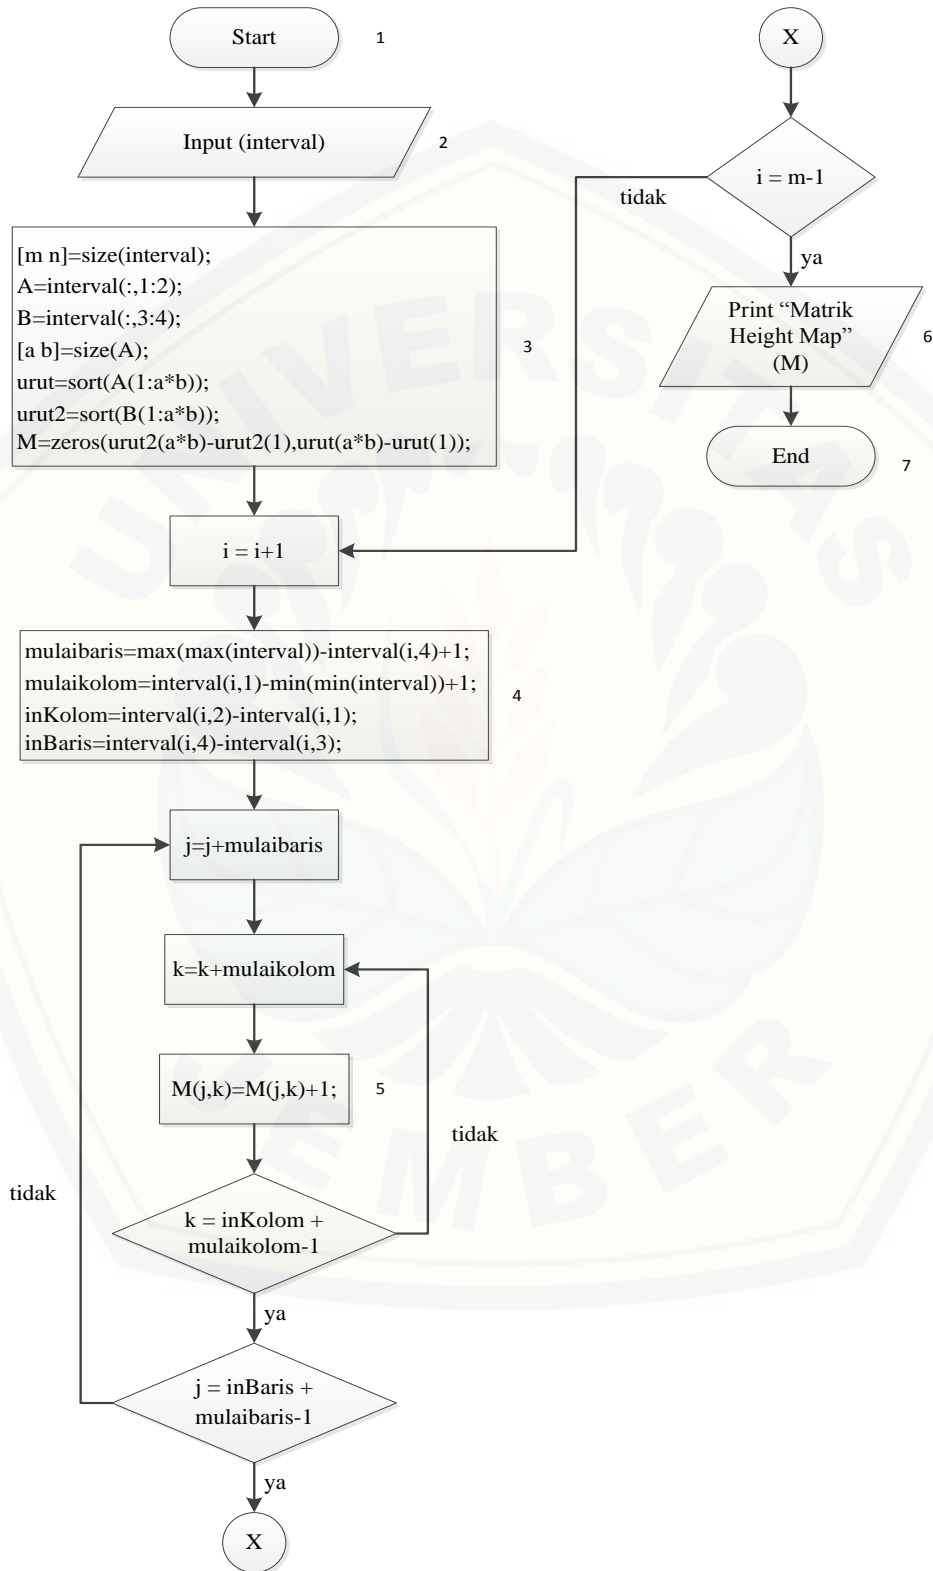 Start
1
Input (interval)
2
[m n]=size(interval);
A=interval(:,1:2);
B=interval(:,3:4);
[a b]=size(A);
urut=sort(A(1:a*b));
urut2=sort(B(1:a*b));
M=zeros(urut2(a*b)-urut2(1),urut(a*b)-urut(1));
3
i = i+1
mulaibaris=max(max(interval))-interval(i,4)+1;
mulaikolom=interval(i,1)-min(min(interval))+1;
inKolom=interval(i,2)-interval(i,1);
inBaris=interval(i,4)-interval(i,3);
4
j=j+mulaibaris
k=k+mulaikolom
M(j,k)=M(j,k)+1;
5
tidak
k = inKolom +
mulaikolom-1
tidak
ya
j = inBaris +
mulaibaris-1
ya
X
X
i = m-1
tidak
ya
Print “Matrik
Height Map”
(M)
6
End
7
UNIVERSITAS
JEMBER